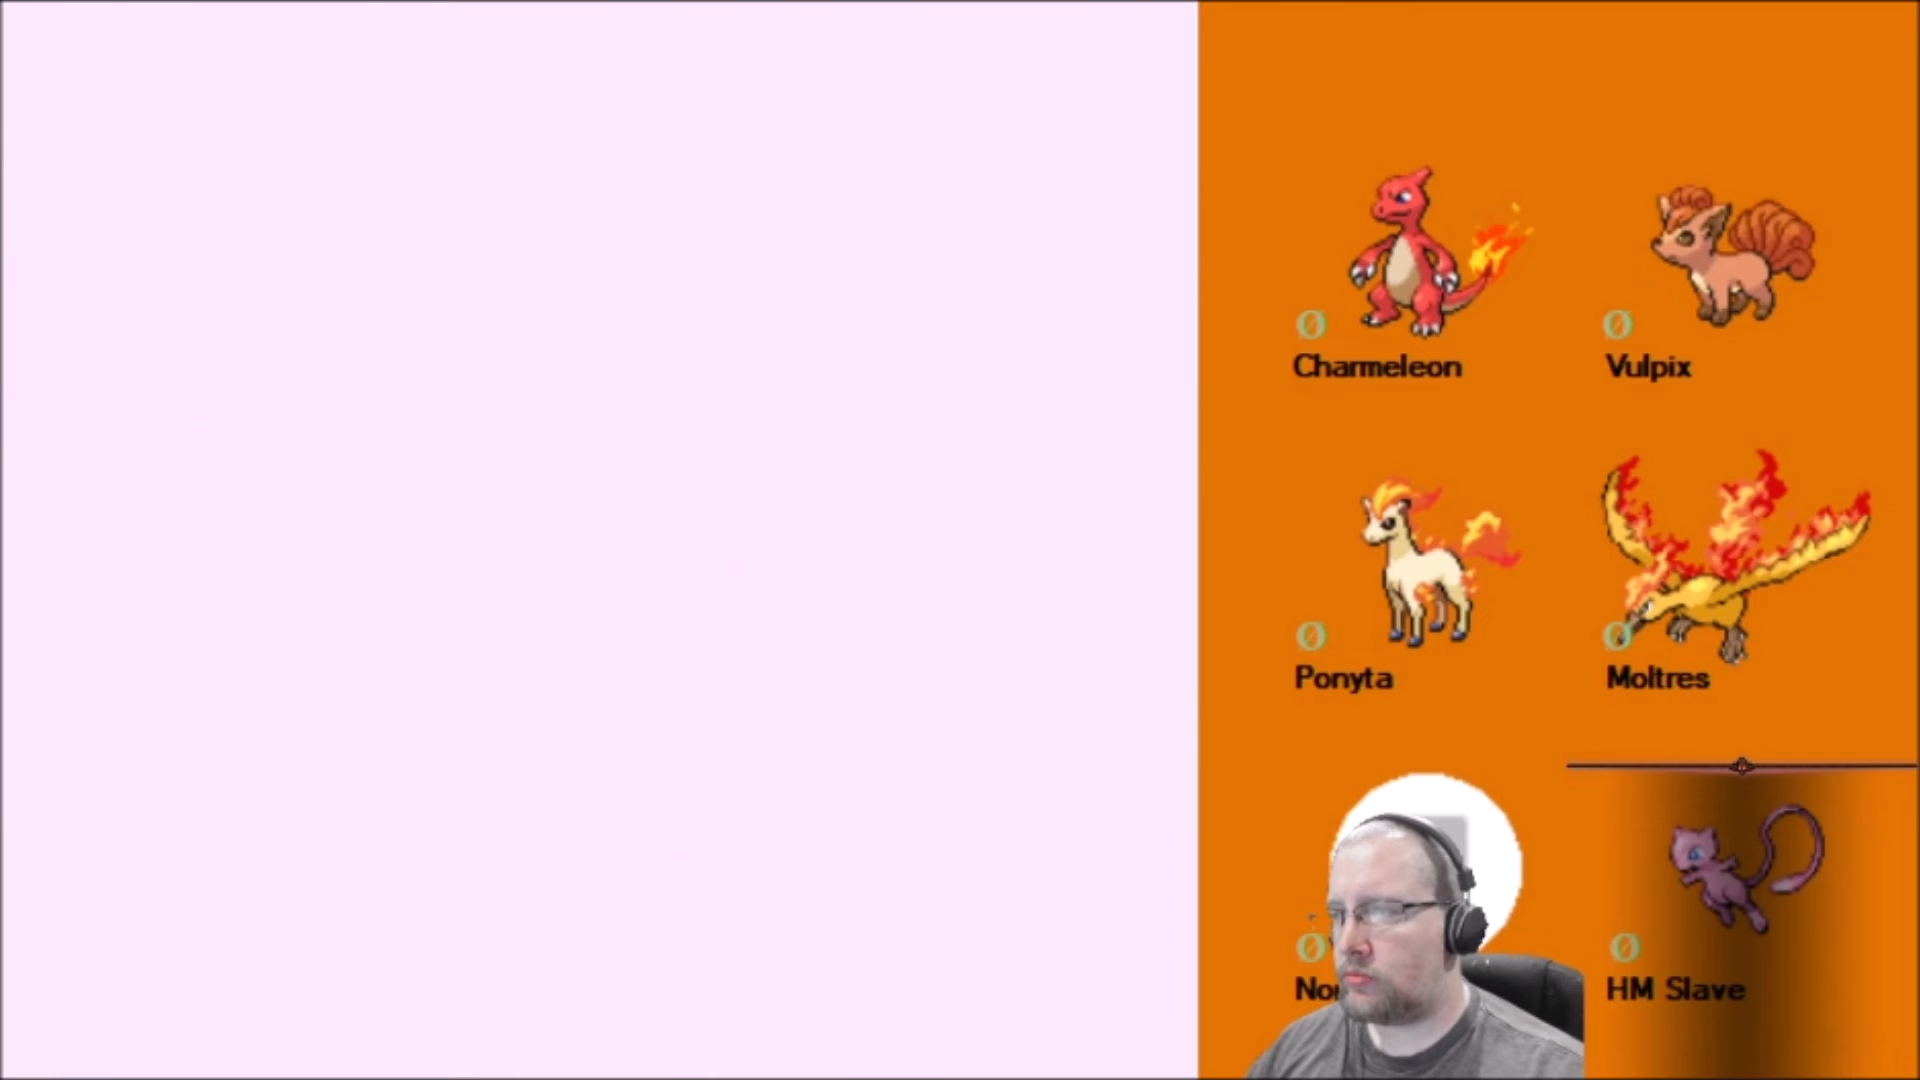 Ø Ø
Charmeleon Vulpix
Ø Ø
Ponyta Moltres
Ø Ø
HM Slave